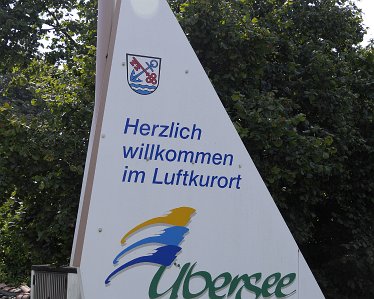 Herzlich
willkommen
im Luftkurort
Übersee